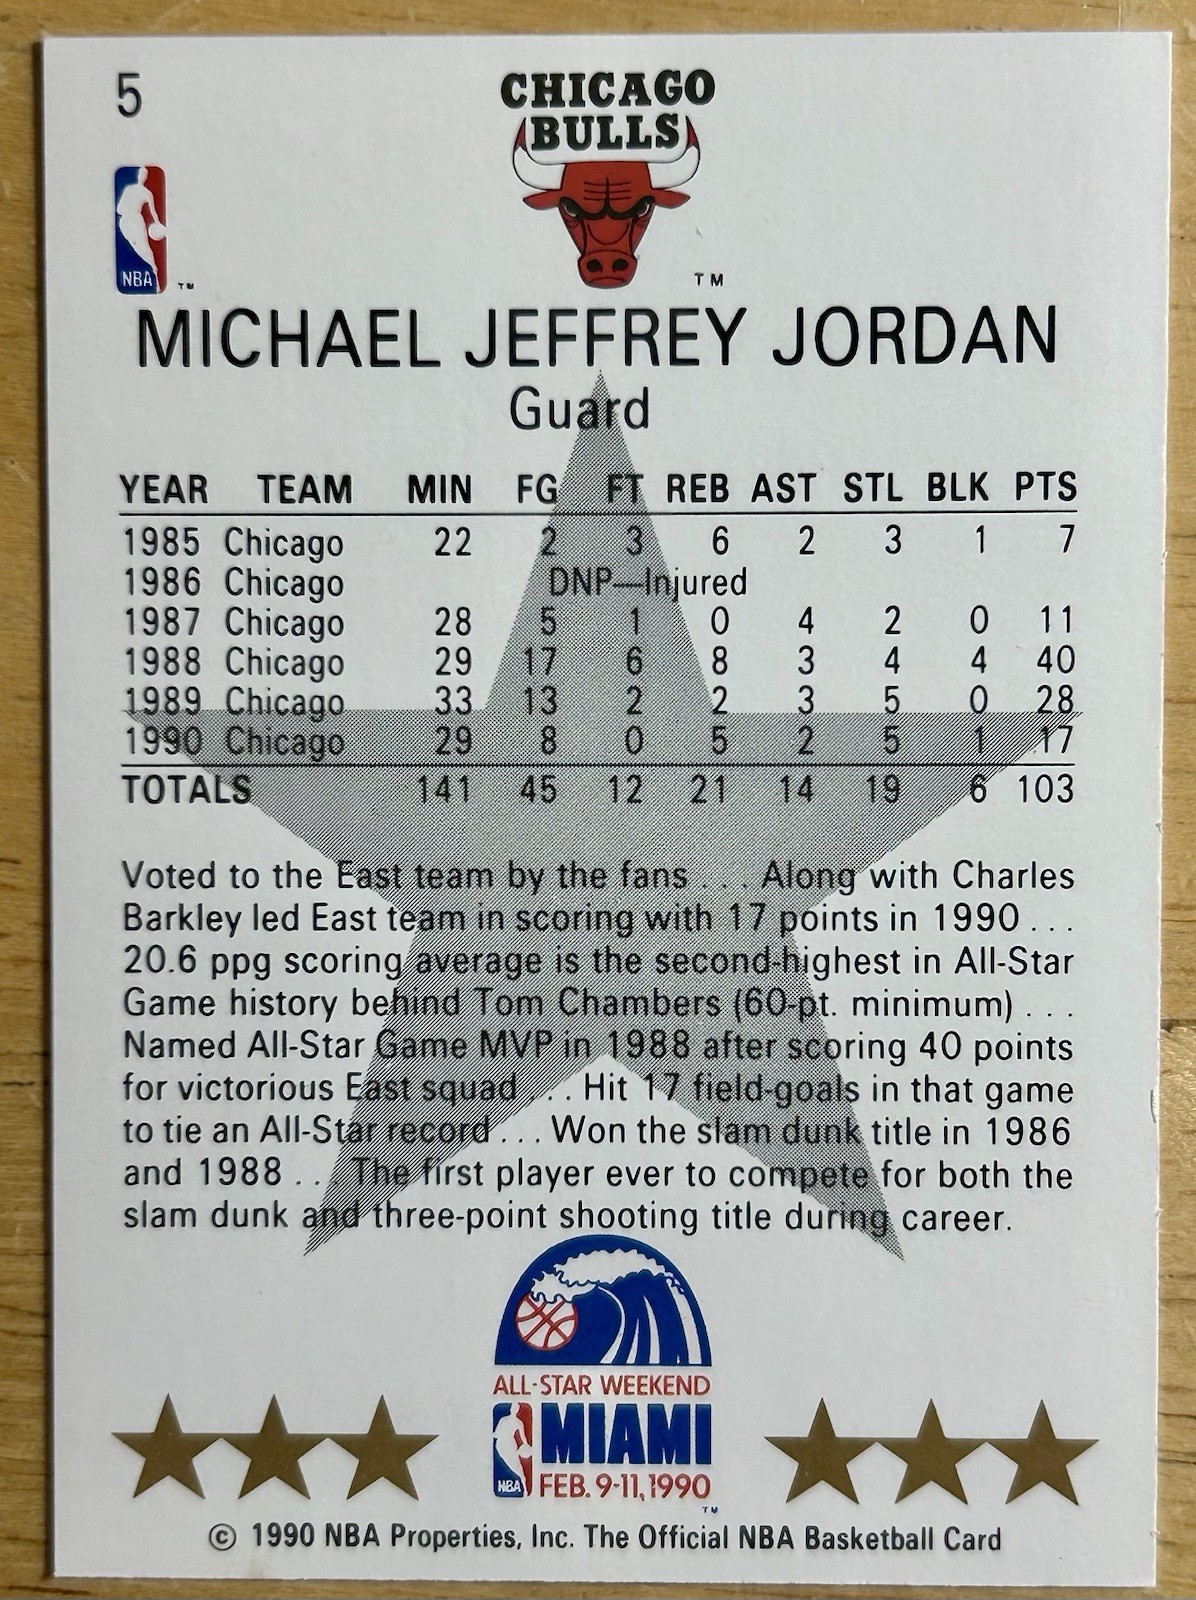 5
CHICAGO
BULLS
NBA
TM
TM
MICHAEL JEFFREY JORDAN
Guard
YEAR TEAM MIN FG FT REB AST STL BLK PTS
1985 Chicago 22 2 3 6 2 3 1 7
1986 Chicago DNP—Injured
1987 Chicago 28 5 1 0 4 2 0 11
1988 Chicago 29 17 6 8 3 4 4 40
1989 Chicago 33 13 2 2 3 5 0 28
1990 Chicago 29 8 0 5 2 5 1 17
TOTALS 141 45 12 21 14 19 6 103
Voted to the East team by the fans . . . Along with Charles
Barkley led East team in scoring with 17 points in 1990 . . .
20.6 ppg scoring average is the second-highest in All-Star
Game history behind Tom Chambers (60-pt. minimum) . . .
Named All-Star Game MVP in 1988 after scoring 40 points
for victorious East squad . . . Hit 17 field-goals in that game
to tie an All-Star record . . . Won the slam dunk title in 1986
and 1988 . . . The first player ever to compete for both the
slam dunk and three-point shooting title during career.
ALL-STAR WEEKEND
MIAMI
NBA FEB. 9-11, 1990
TM
© 1990 NBA Properties, Inc. The Official NBA Basketball Card